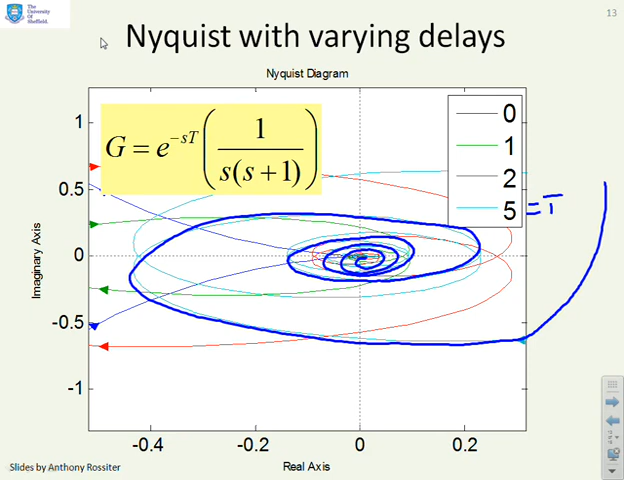 The
University
Of
Sheffield.
13
Nyquist with varying delays
Nyquist Diagram
G = e^{-sT} ( 1 / s(s + 1) )
0
1
2
5 = T
1
0.5
0
-0.5
-1
Imaginary Axis
-0.4 -0.2 0 0.2
Real Axis
Slides by Anthony Rossiter